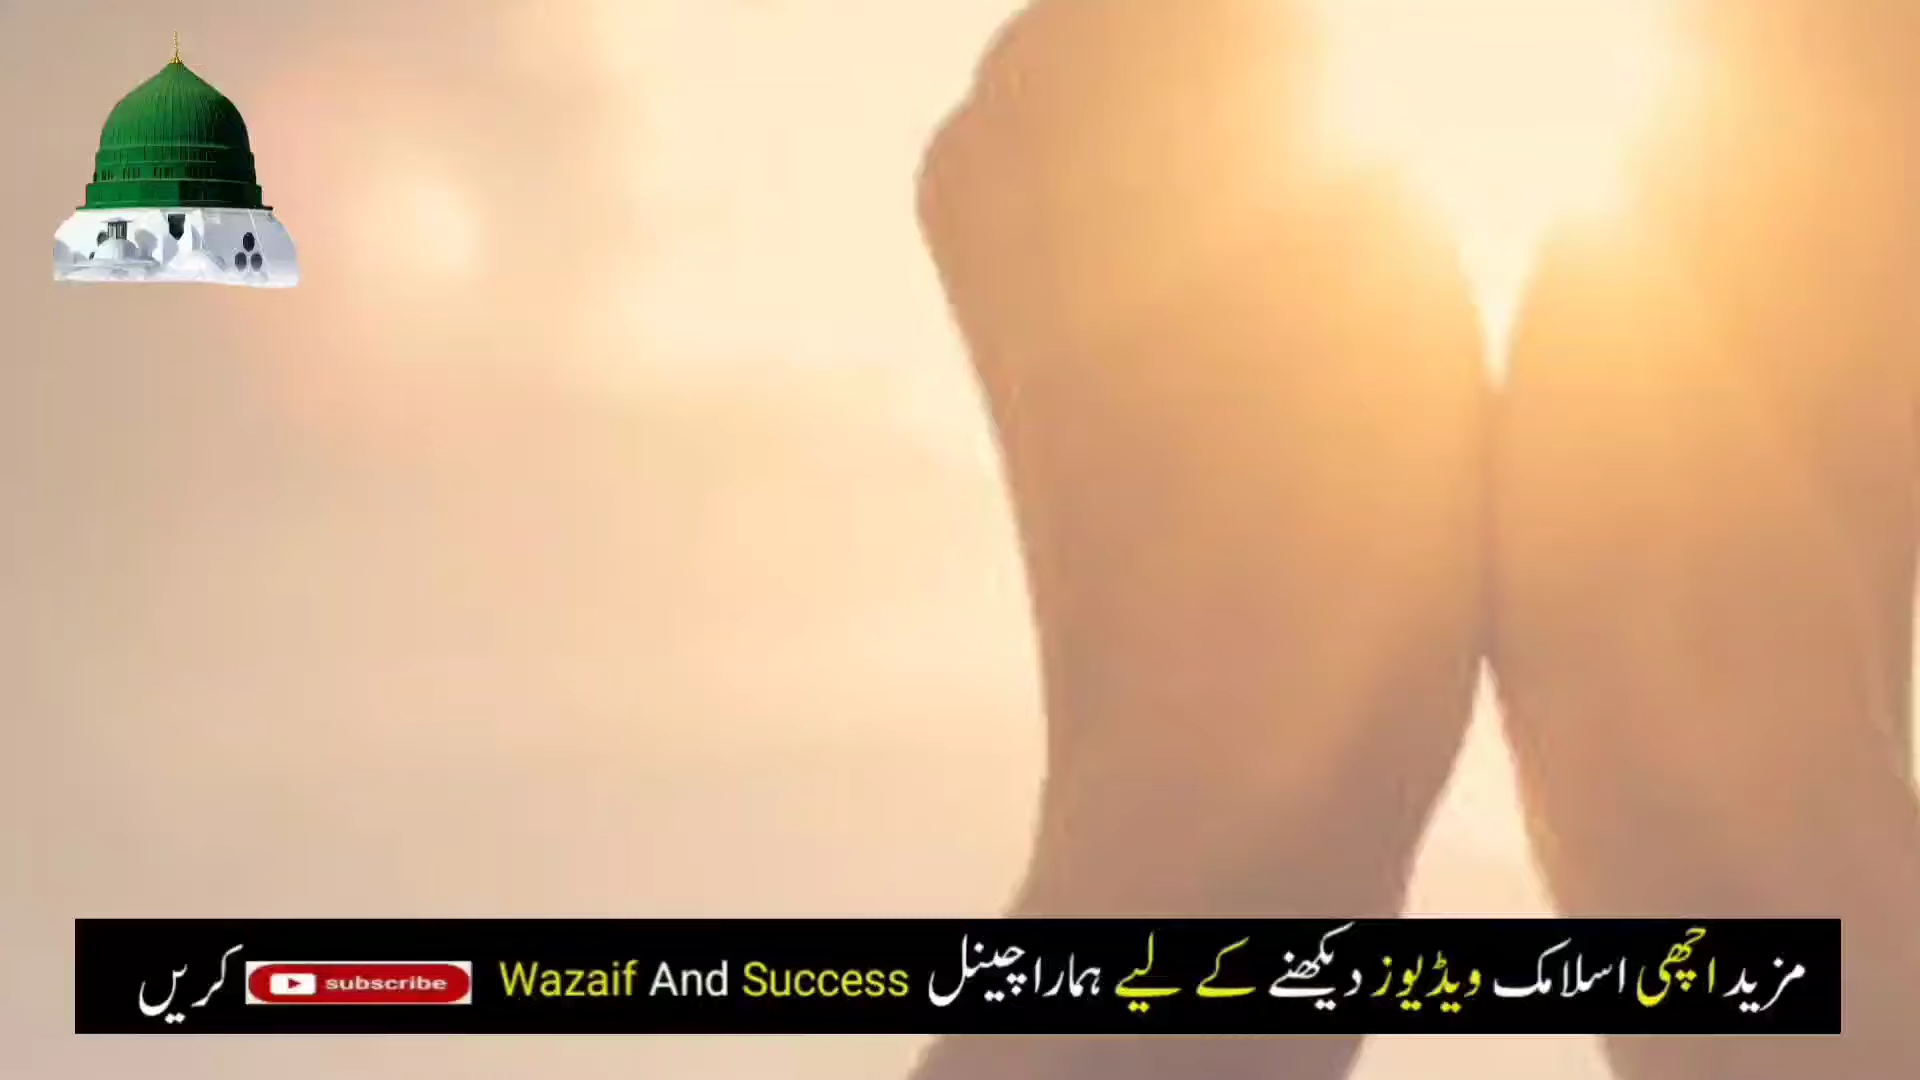 مزید اچھی اسلامک ویڈیوز دیکھنے کے لیے ہمارا چینل Wazaif And Success subscribe کریں